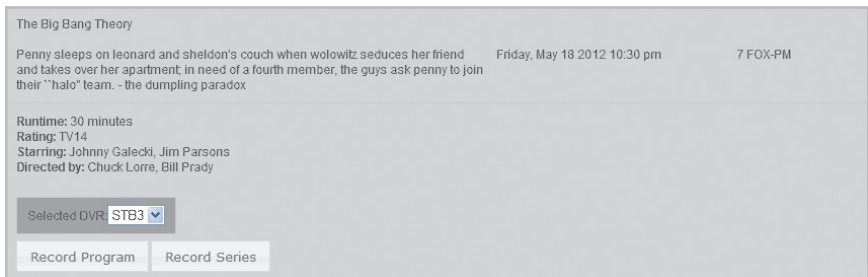 The Big Bang Theory
Penny sleeps on leonard and sheldon's couch when wolowitz seduces her friend Friday, May 18 2012 10:30 pm 7 FOX-PM
and takes over her apartment; in need of a fourth member, the guys ask penny to join
their ``halo" team. - the dumpling paradox
Runtime: 30 minutes
Rating: TV14
Starring: Johnny Galecki, Jim Parsons
Directed by: Chuck Lorre, Bill Prady
Selected DVR: STB3
Record Program Record Series